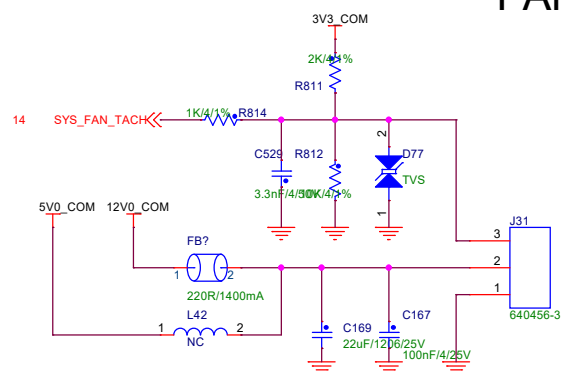 3V3_COM
2K/4/1%
R811
14 SYS_FAN_TACH
1K/4/1% R814
C529
3.3nF/4/50V
R812
10K/4/1%
2
D77
TVS
1
5V0_COM
12V0_COM
FB?
1 2
220R/1400mA
L42
1 2
NC
C169
22uF/1206/25V
C167
100nF/4/25V
J31
3
2
1
640456-3